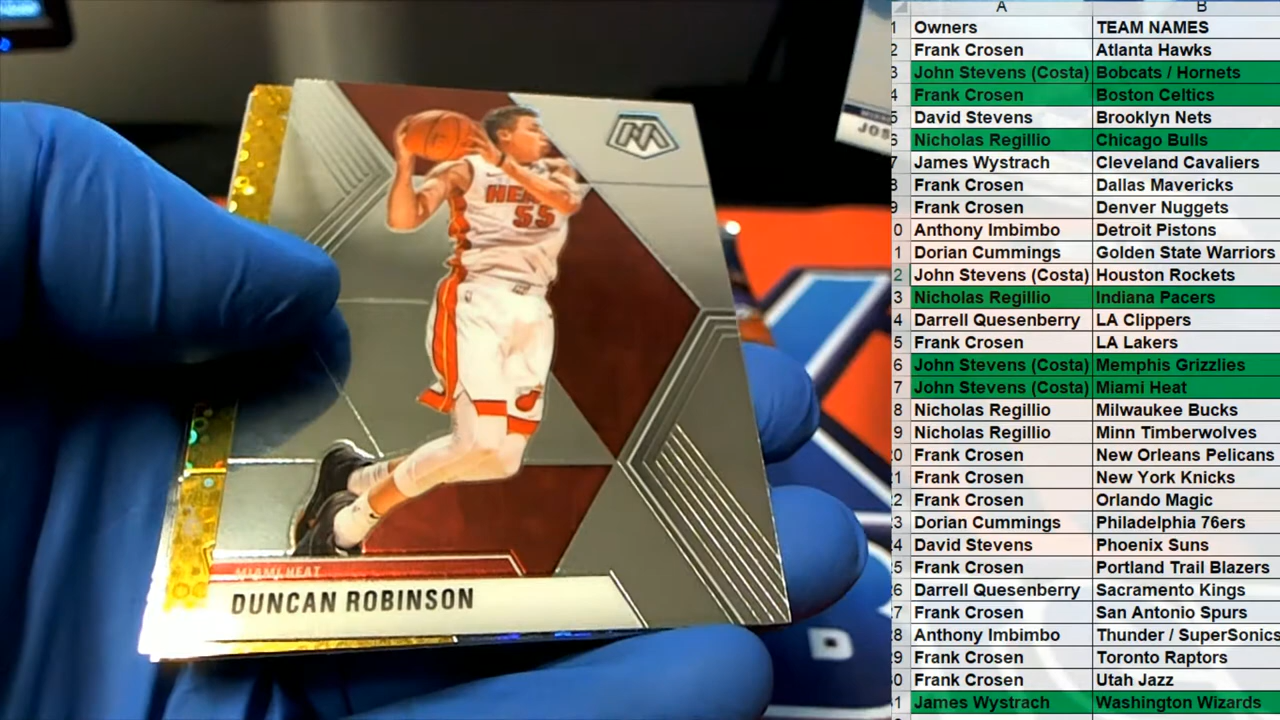 HEAT
55
MIAMI HEAT
DUNCAN ROBINSON
JOS
A B
1 Owners TEAM NAMES
2 Frank Crosen Atlanta Hawks
3 John Stevens (Costa) Bobcats / Hornets
4 Frank Crosen Boston Celtics
5 David Stevens Brooklyn Nets
6 Nicholas Regillio Chicago Bulls
7 James Wystrach Cleveland Cavaliers
8 Frank Crosen Dallas Mavericks
9 Frank Crosen Denver Nuggets
0 Anthony Imbimbo Detroit Pistons
1 Dorian Cummings Golden State Warriors
2 John Stevens (Costa) Houston Rockets
3 Nicholas Regillio Indiana Pacers
4 Darrell Quesenberry LA Clippers
5 Frank Crosen LA Lakers
6 John Stevens (Costa) Memphis Grizzlies
7 John Stevens (Costa) Miami Heat
8 Nicholas Regillio Milwaukee Bucks
9 Nicholas Regillio Minn Timberwolves
0 Frank Crosen New Orleans Pelicans
1 Frank Crosen New York Knicks
2 Frank Crosen Orlando Magic
3 Dorian Cummings Philadelphia 76ers
4 David Stevens Phoenix Suns
5 Frank Crosen Portland Trail Blazers
6 Darrell Quesenberry Sacramento Kings
7 Frank Crosen San Antonio Spurs
8 Anthony Imbimbo Thunder / SuperSonics
9 Frank Crosen Toronto Raptors
0 Frank Crosen Utah Jazz
1 James Wystrach Washington Wizards